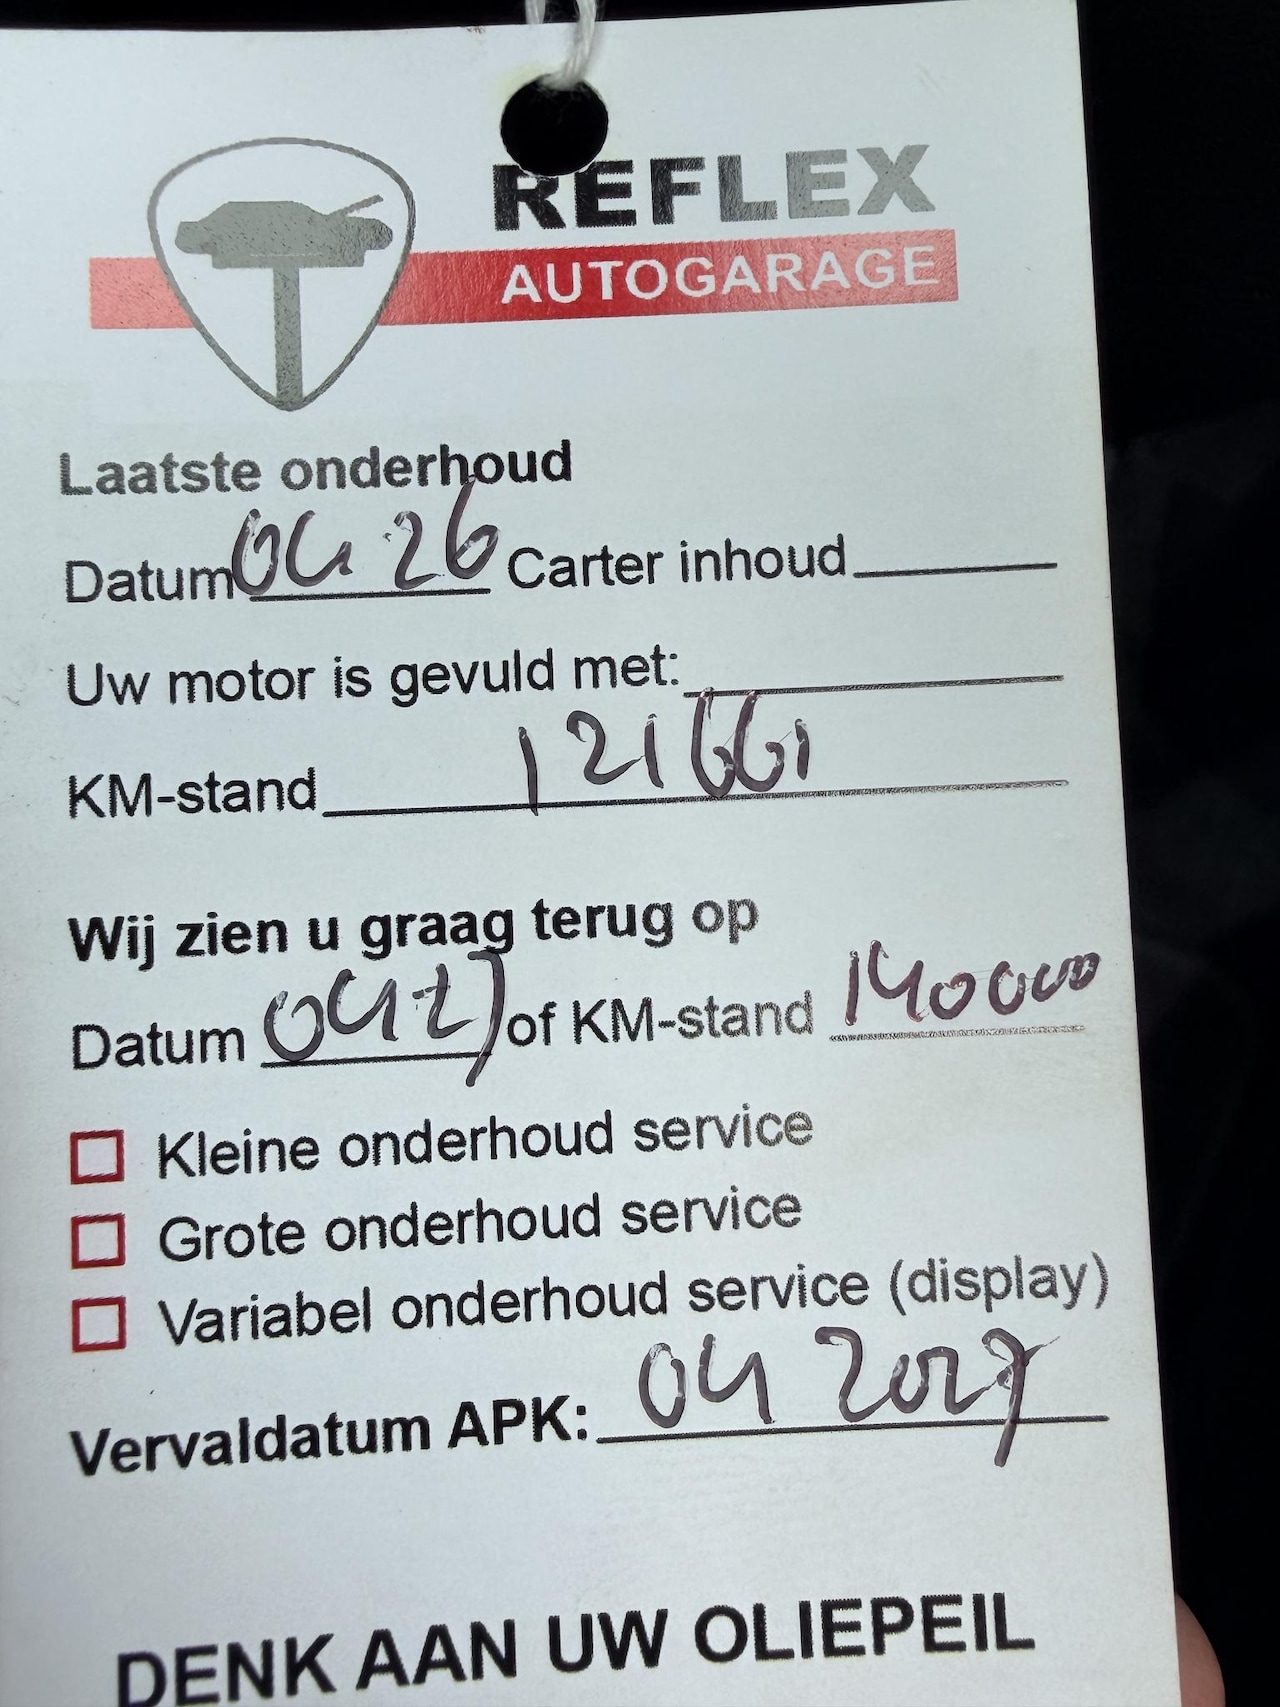 REFLEX
AUTOGARAGE
Laatste onderhoud
Datum 04 26 Carter inhoud
Uw motor is gevuld met:
KM-stand 121661
Wij zien u graag terug op
Datum 04-27 of KM-stand 140000
Kleine onderhoud service
Grote onderhoud service
Variabel onderhoud service (display)
Vervaldatum APK: 04 2027
DENK AAN UW OLIEPEIL